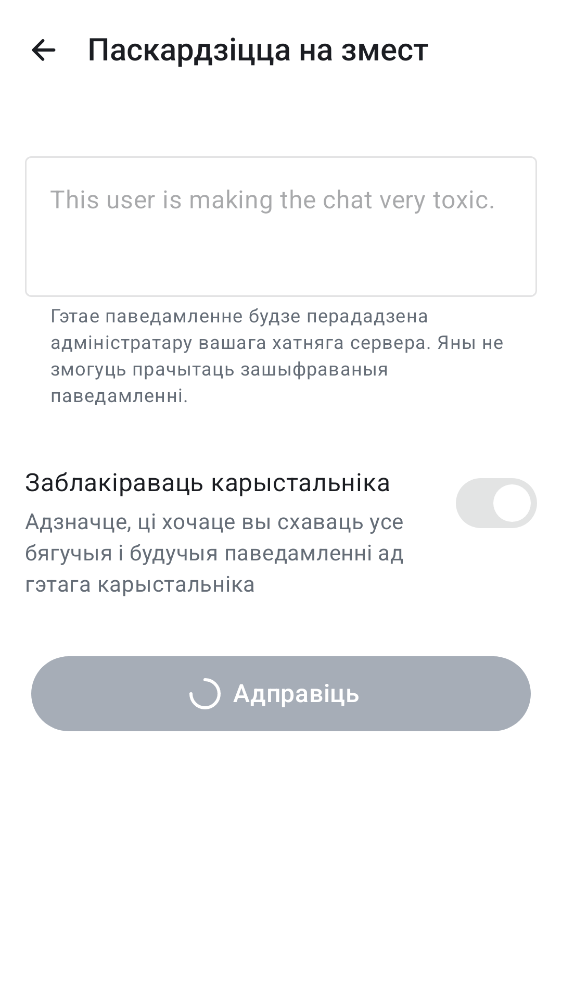 Паскардзіцца на змест
This user is making the chat very toxic.
Гэтае паведамленне будзе перададзена
адміністратару вашага хатняга сервера. Яны не
змогуць прачытаць зашыфраваныя
паведамленні.
Заблакіраваць карыстальніка
Адзначце, ці хочаце вы схаваць усе
бягучыя і будучыя паведамленні ад
гэтага карыстальніка
Адправіць